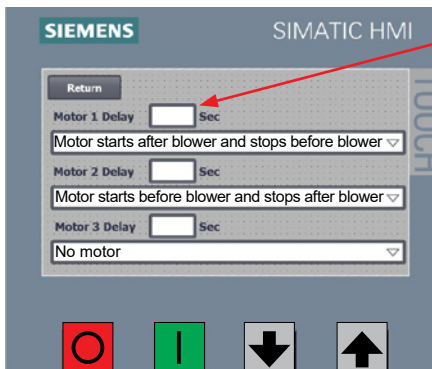 SIEMENS SIMATIC HMI
TOUCH
Return
Motor 1 Delay Sec
Motor starts after blower and stops before blower
Motor 2 Delay Sec
Motor starts before blower and stops after blower
Motor 3 Delay Sec
No motor